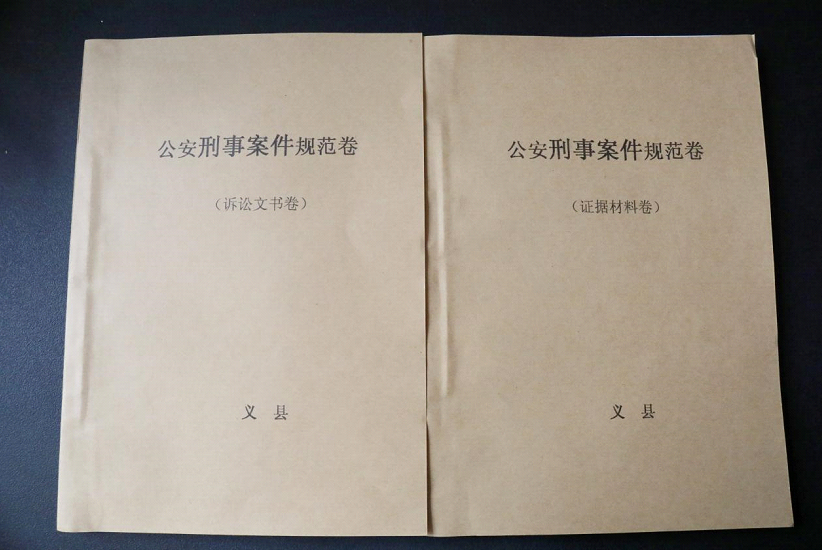 公安刑事案件规范卷
（诉讼文书卷）
义县
公安刑事案件规范卷
（证据材料卷）
义县